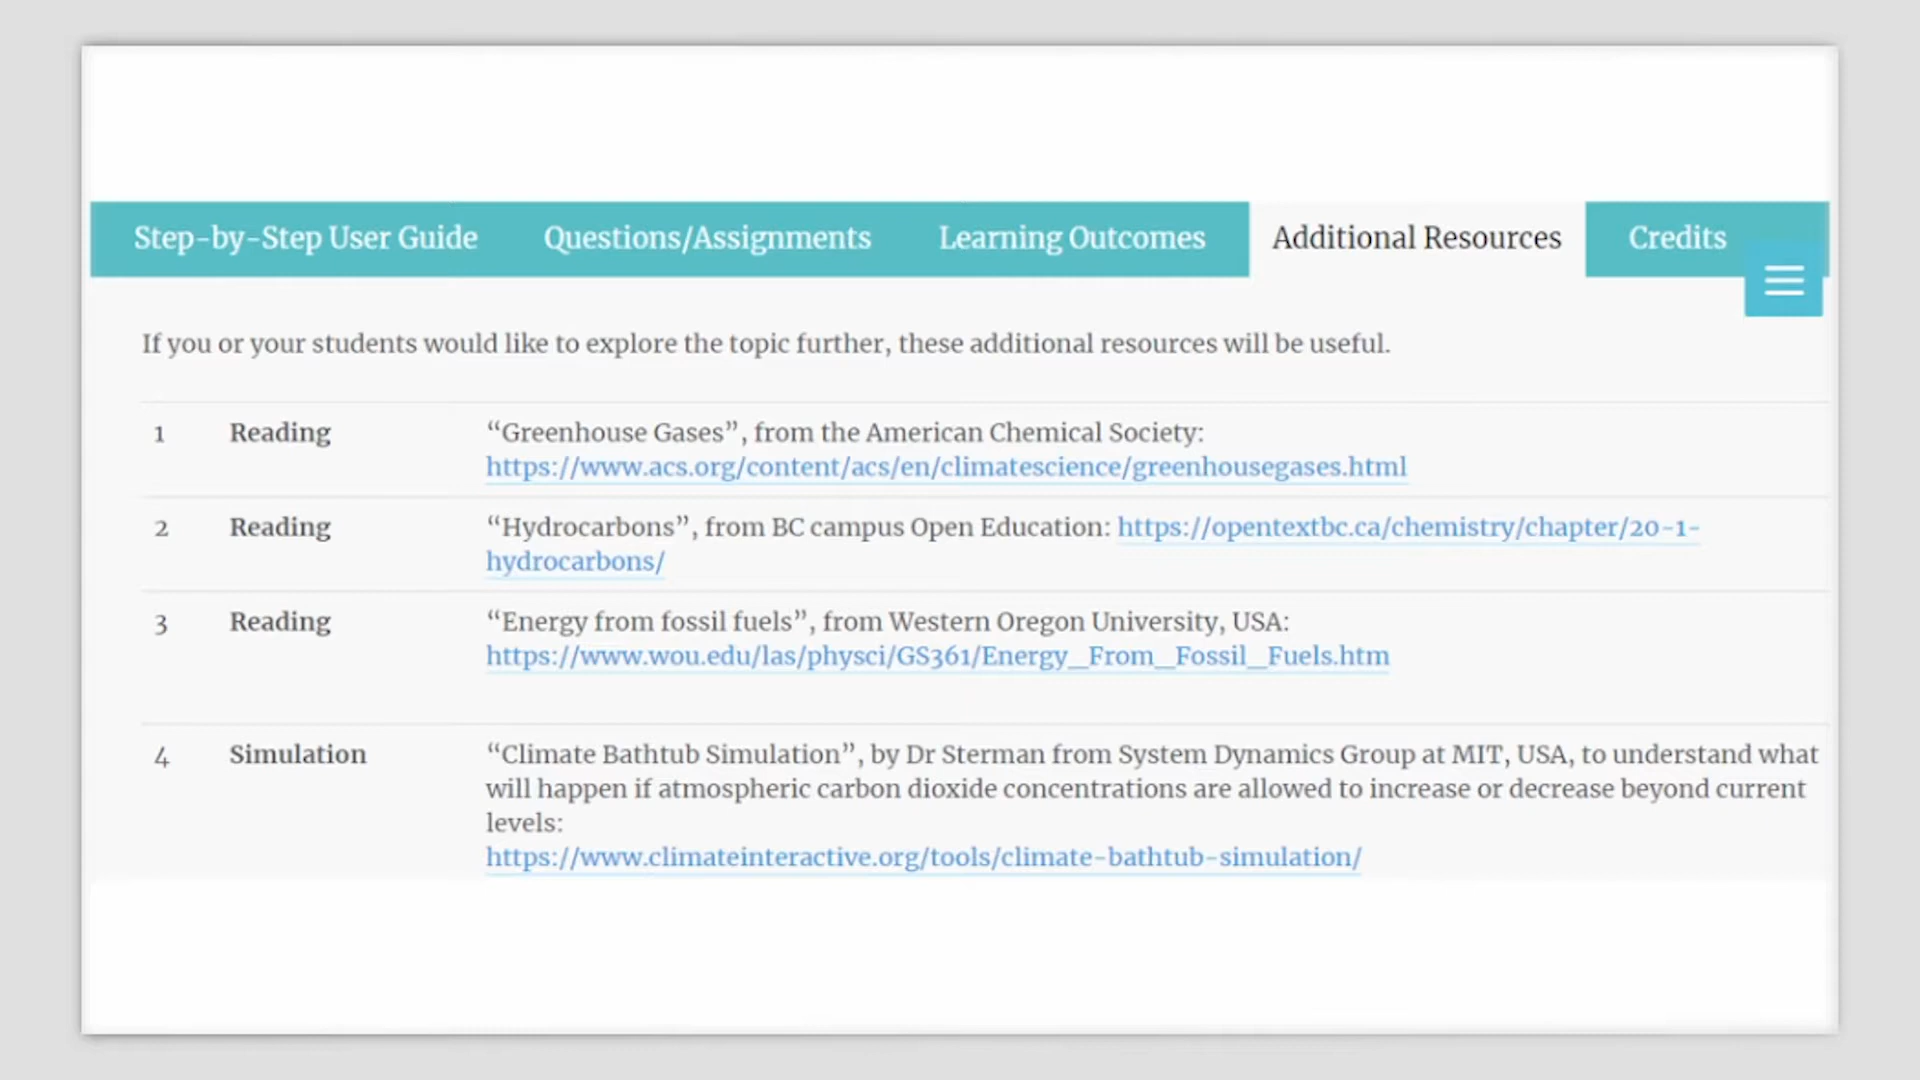 Step-by-Step User Guide Questions/Assignments Learning Outcomes Additional Resources Credits
If you or your students would like to explore the topic further, these additional resources will be useful.
1 Reading “Greenhouse Gases”, from the American Chemical Society:
https://www.acs.org/content/acs/en/climatescience/greenhousegases.html
2 Reading “Hydrocarbons”, from BC campus Open Education: https://opentextbc.ca/chemistry/chapter/20-1-
hydrocarbons/
3 Reading “Energy from fossil fuels”, from Western Oregon University, USA:
https://www.wou.edu/las/physci/GS361/Energy_From_Fossil_Fuels.htm
4 Simulation “Climate Bathtub Simulation”, by Dr Sterman from System Dynamics Group at MIT, USA, to understand what
will happen if atmospheric carbon dioxide concentrations are allowed to increase or decrease beyond current
levels:
https://www.climateinteractive.org/tools/climate-bathtub-simulation/